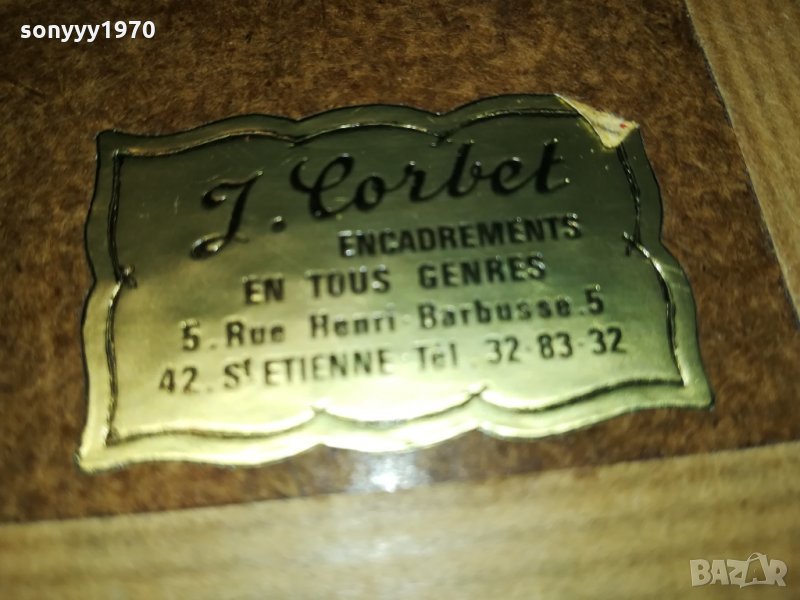 sonyyy1970
J. Corbet
ENCADREMENTS
EN TOUS GENRES
5. Rue Henri Barbusse. 5
42. St ETIENNE Tél. 32-83-32
BAZAR